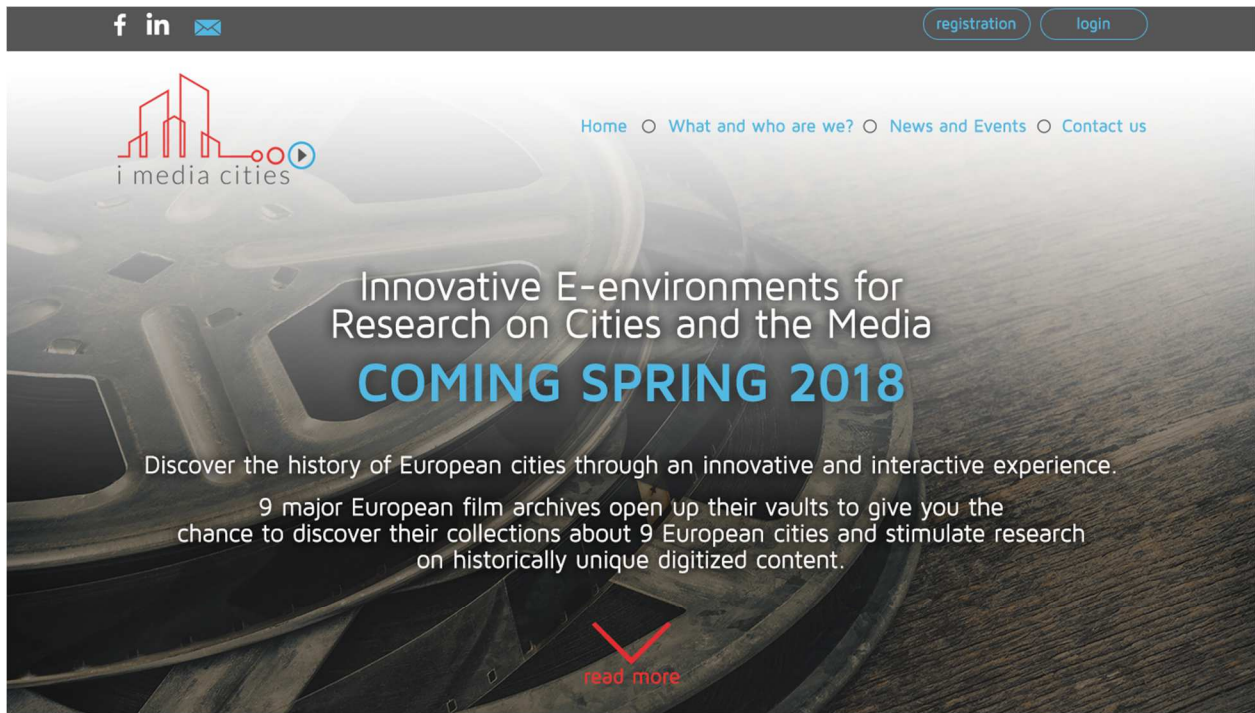 f in
registration
login
i media cities
Home
What and who are we?
News and Events
Contact us
Innovative E-environments for
Research on Cities and the Media
COMING SPRING 2018
Discover the history of European cities through an innovative and interactive experience.
9 major European film archives open up their vaults to give you the
chance to discover their collections about 9 European cities and stimulate research
on historically unique digitized content.
read more